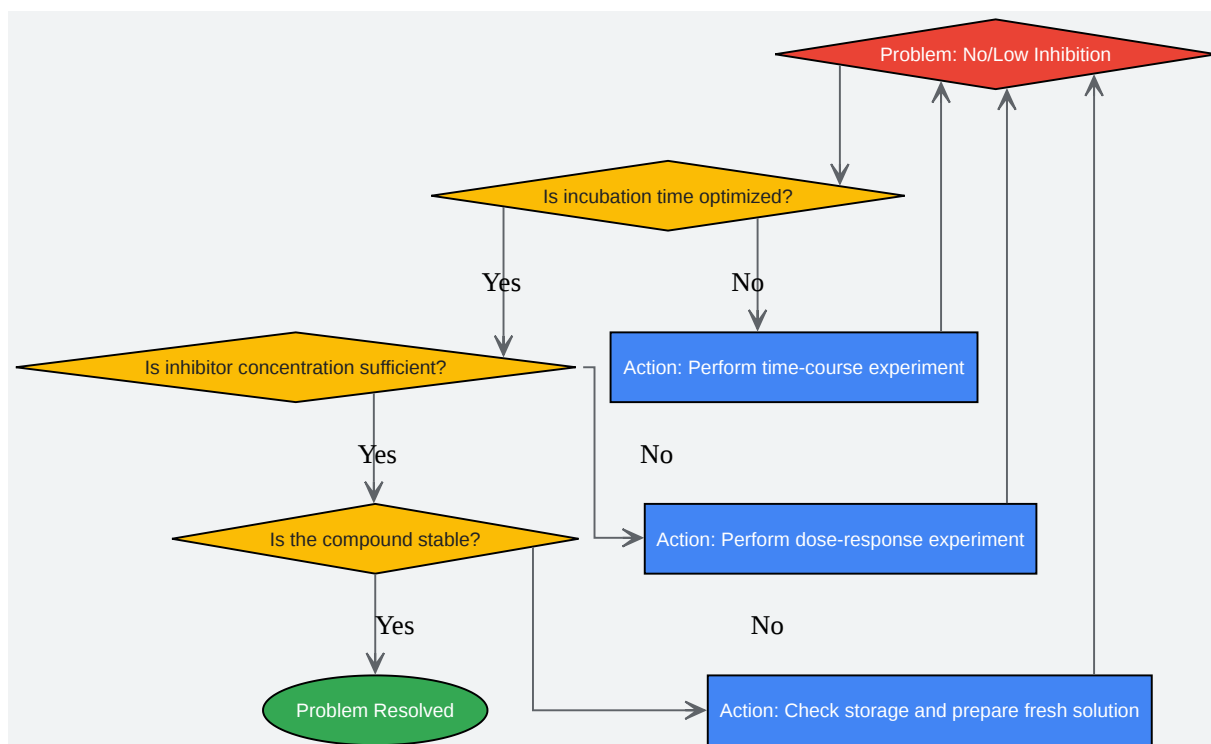 Problem: No/Low Inhibition
Is incubation time optimized?
Yes
No
Is inhibitor concentration sufficient?
Action: Perform time-course experiment
Yes
No
Is the compound stable?
Action: Perform dose-response experiment
Yes
No
Problem Resolved
Action: Check storage and prepare fresh solution